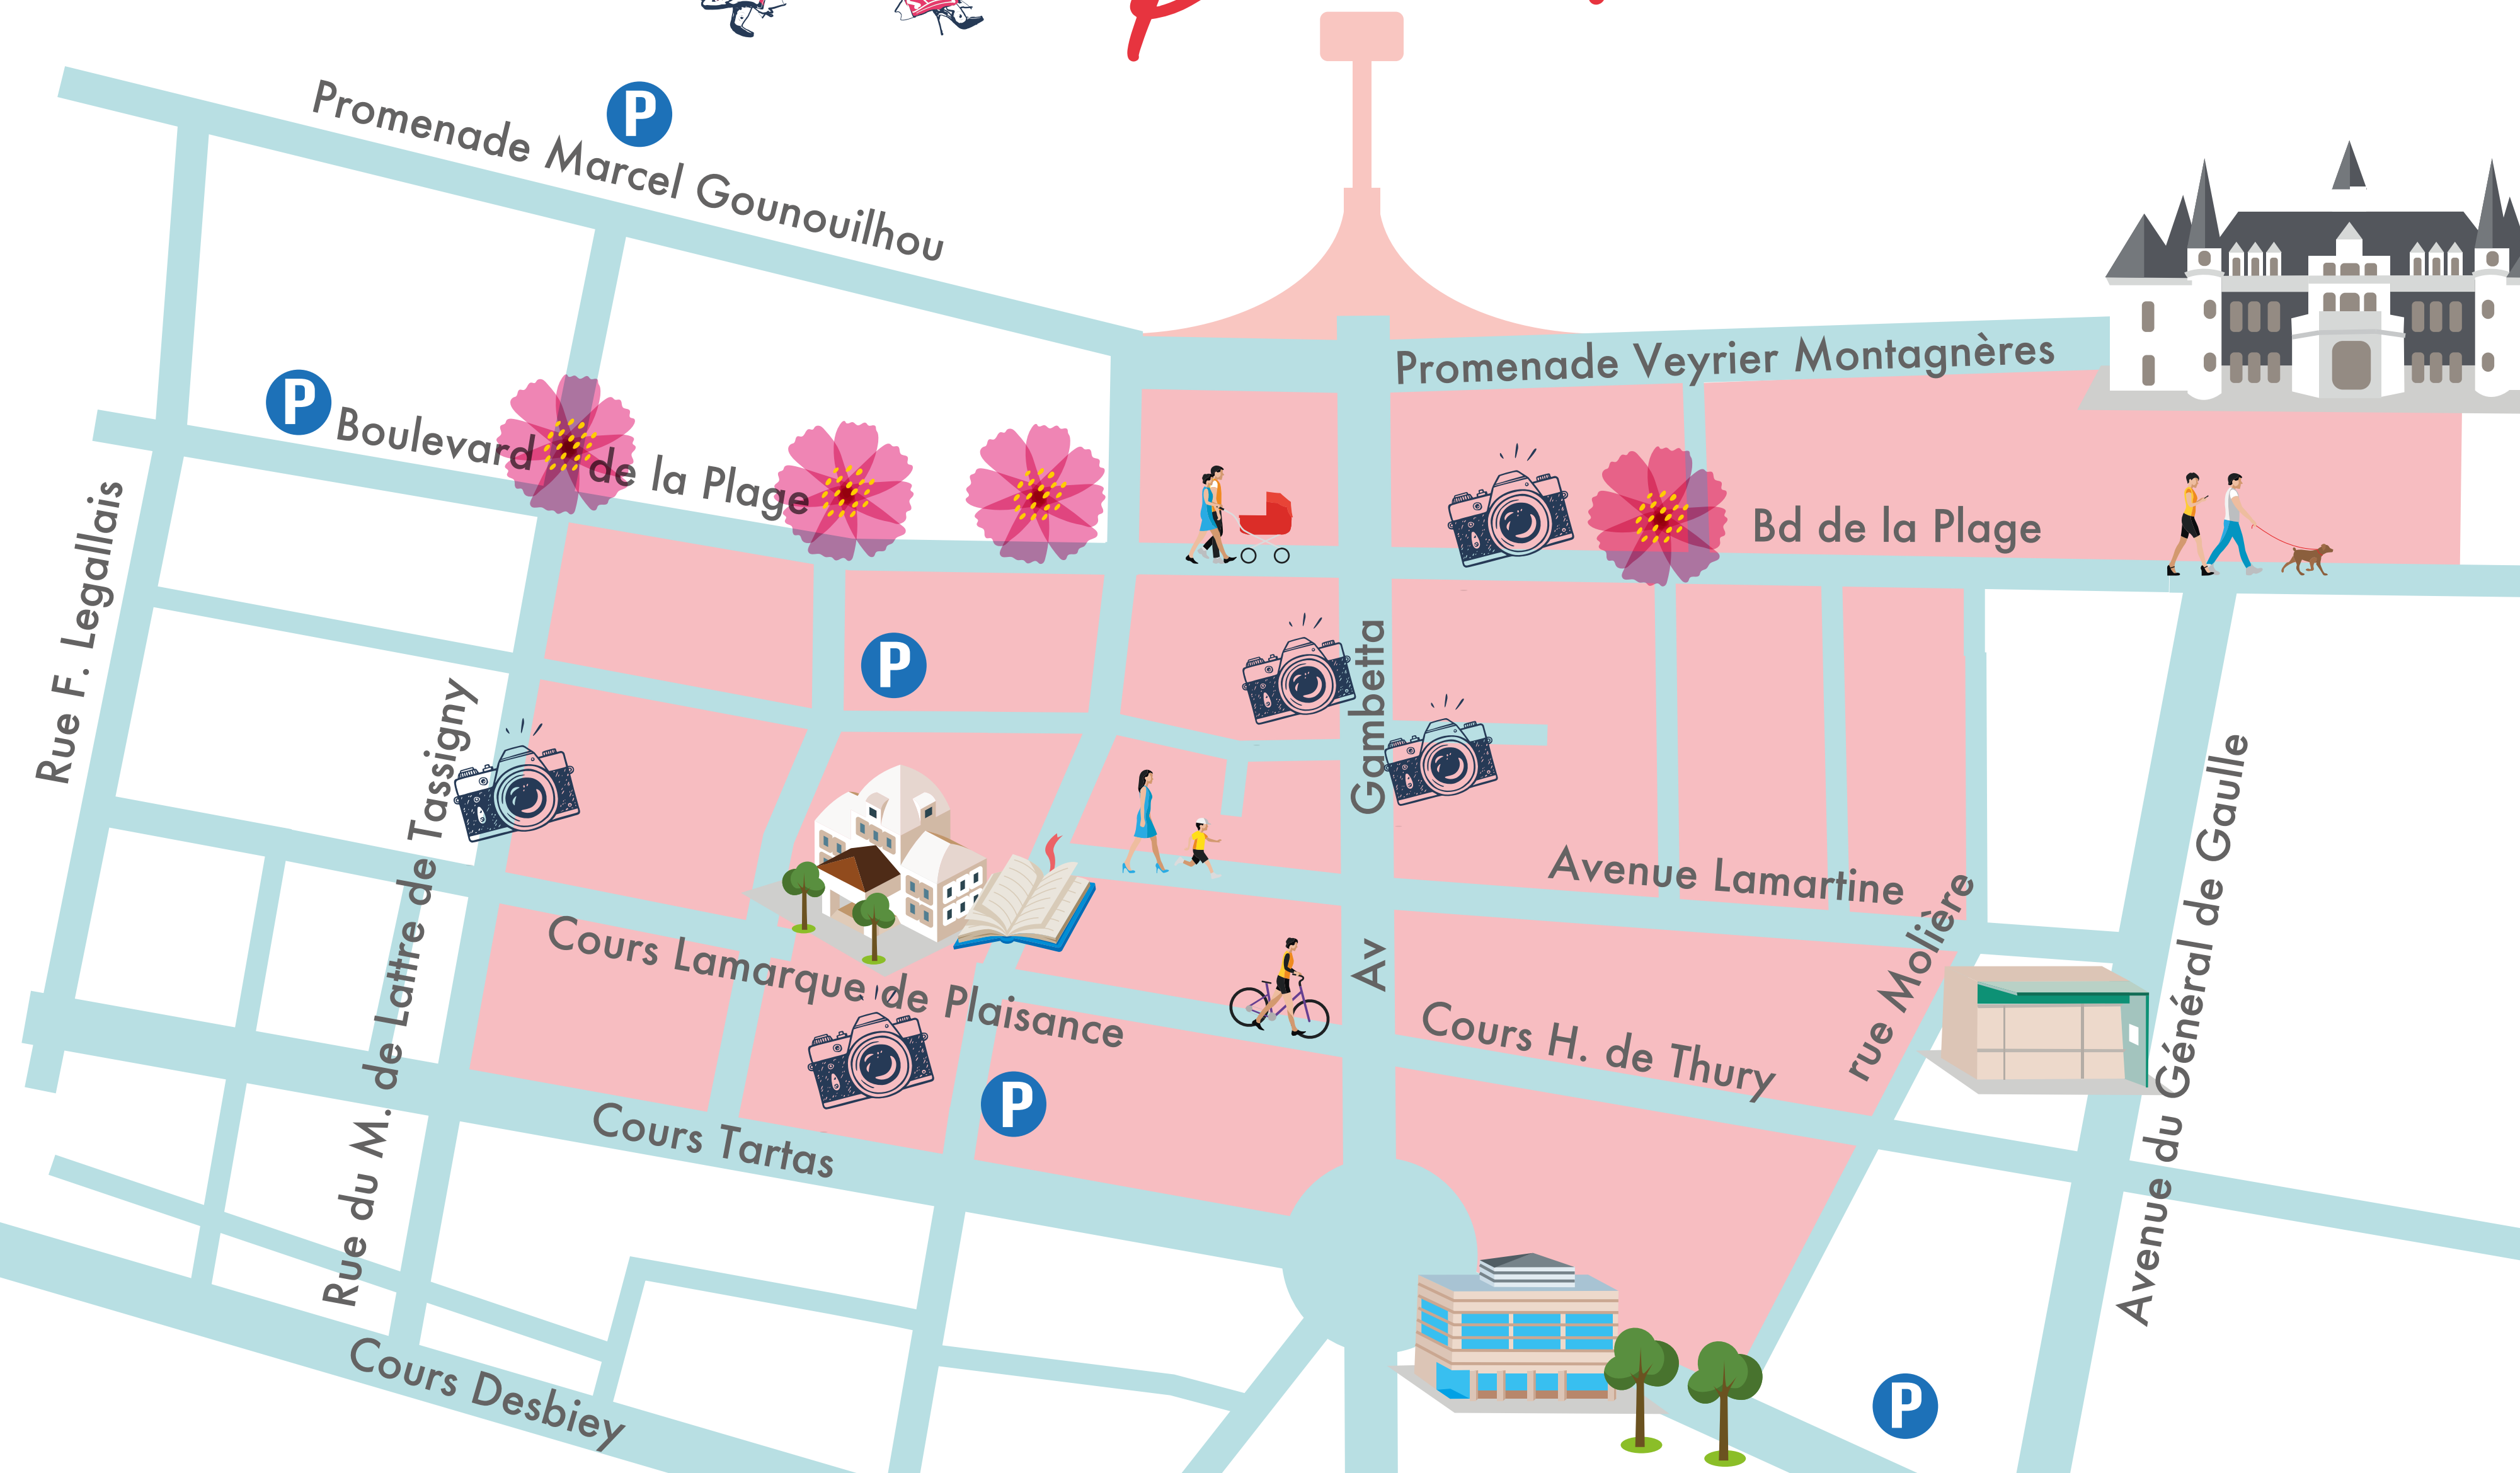 Promenade Marcel Gounouilhou
P
P
Boulevard de la Plage
Promenade Veyrier Montagnères
Bd de la Plage
Rue F. Legallais
P
Av Gambetta
Rue du M. de Lattre de Tassigny
Avenue Lamartine
rue Molière
Avenue du Général de Gaulle
Cours Lamarque de Plaisance
Cours H. de Thury
P
Cours Tartas
Cours Desbiey
P